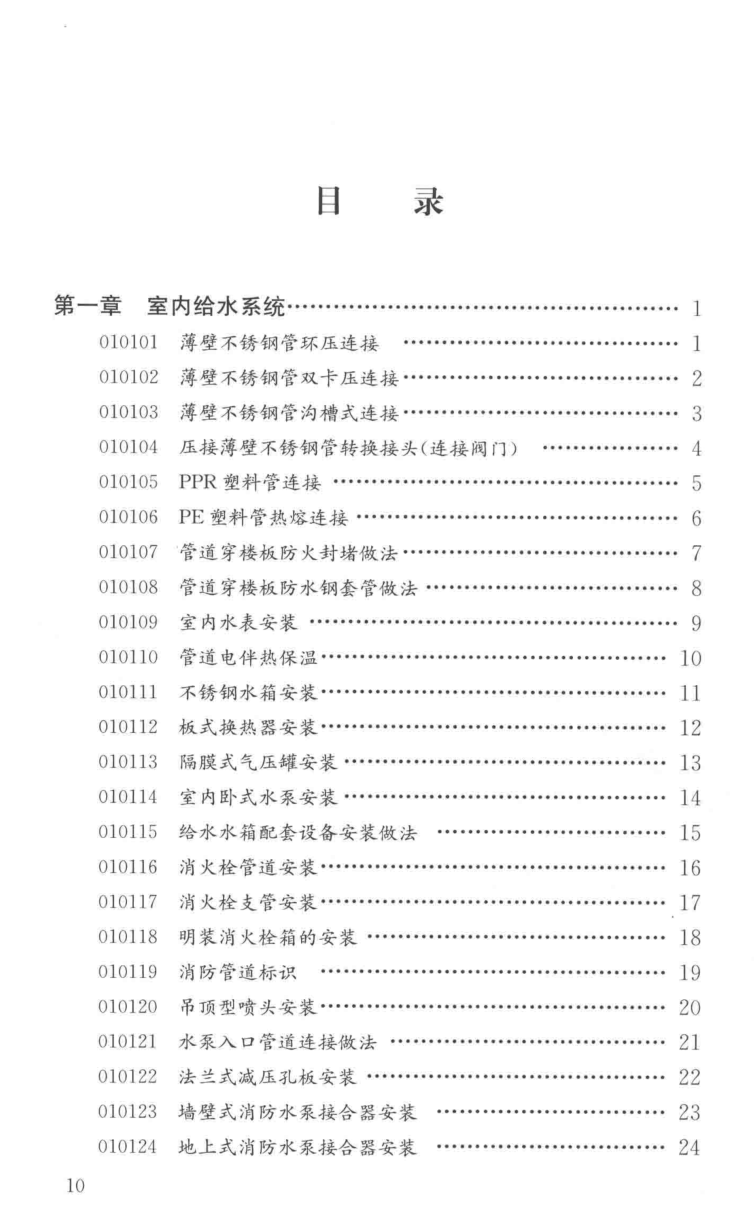 目 录
第一章 室内给水系统…………………………………………… 1
010101 薄壁不锈钢管环压连接 ……………………………… 1
010102 薄壁不锈钢管双卡压连接……………………………… 2
010103 薄壁不锈钢管沟槽式连接……………………………… 3
010104 压接薄壁不锈钢管转换接头(连接阀门) ……………… 4
010105 PPR 塑料管连接 ……………………………………… 5
010106 PE 塑料管热熔连接 …………………………………… 6
010107 管道穿楼板防火封堵做法……………………………… 7
010108 管道穿楼板防水钢套管做法 …………………………… 8
010109 室内水表安装 ………………………………………… 9
010110 管道电伴热保温……………………………………… 10
010111 不锈钢水箱安装……………………………………… 11
010112 板式换热器安装……………………………………… 12
010113 隔膜式气压罐安装 …………………………………… 13
010114 室内卧式水泵安装 …………………………………… 14
010115 给水水箱配套设备安装做法 ………………………… 15
010116 消火栓管道安装……………………………………… 16
010117 消火栓支管安装……………………………………… 17
010118 明装消火栓箱的安装 ………………………………… 18
010119 消防管道标识 ……………………………………… 19
010120 吊顶型喷头安装……………………………………… 20
010121 水泵入口管道连接做法 ……………………………… 21
010122 法兰式减压孔板安装 ………………………………… 22
010123 墙壁式消防水泵接合器安装 ………………………… 23
010124 地上式消防水泵接合器安装 ………………………… 24
10